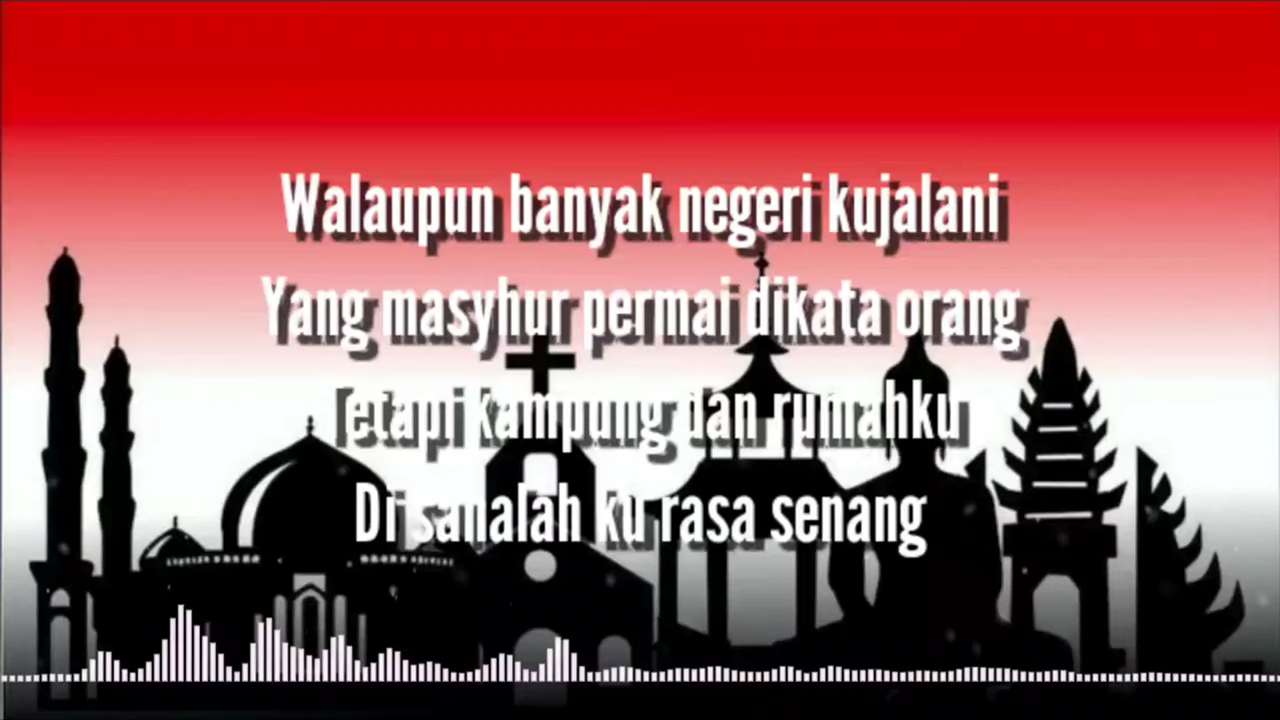 Walaupun banyak negeri kujalani
Yang masyhur permai dikata orang
Tetapi kampung dan rumahku
Di sanalah ku rasa senang